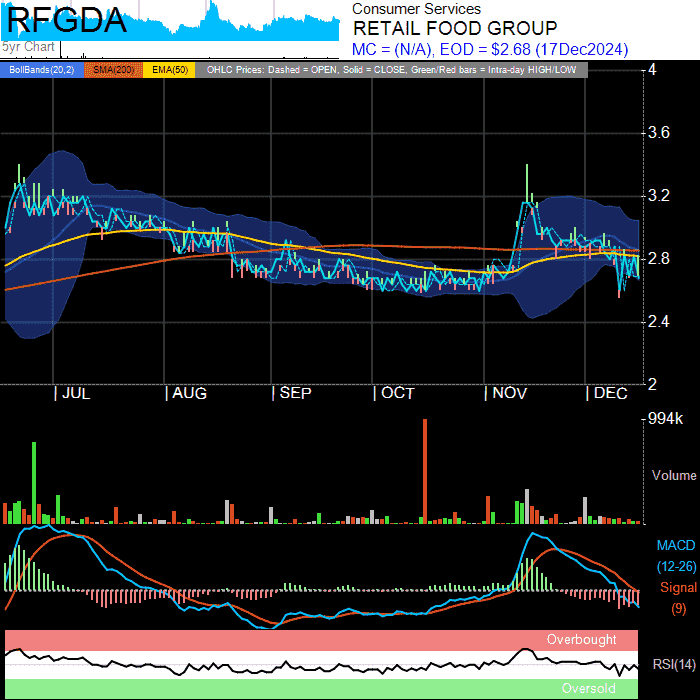 RFGDA
5yr Chart
Consumer Services
RETAIL FOOD GROUP
MC = (N/A), EOD = $2.68 (17Dec2024)
BollBands(20,2) SMA(200) EMA(50) OHLC Prices: Dashed = OPEN, Solid = CLOSE, Green/Red bars = Intra-day HIGH/LOW
4
3.6
3.2
2.8
2.4
2
| JUL | AUG | SEP | OCT | NOV | DEC
994k
Volume
MACD
(12-26)
Signal
(9)
Overbought
RSI(14)
Oversold